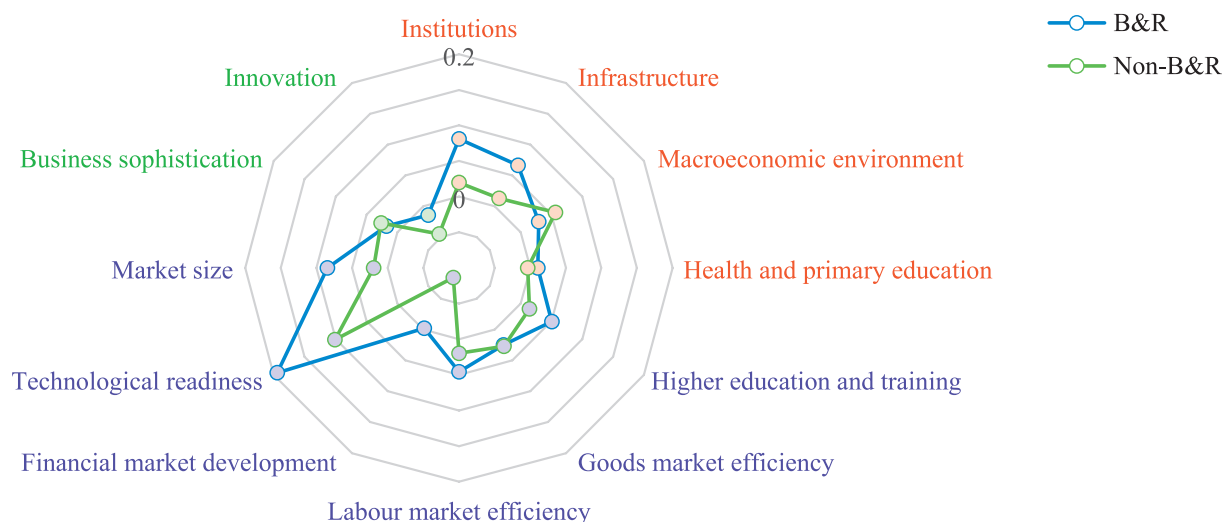 Institutions
B&R
0.2
Non-B&R
Innovation
Infrastructure
Business sophistication
Macroeconomic environment
0
Market size
Health and primary education
Technological readiness
Higher education and training
Financial market development
Goods market efficiency
Labour market efficiency